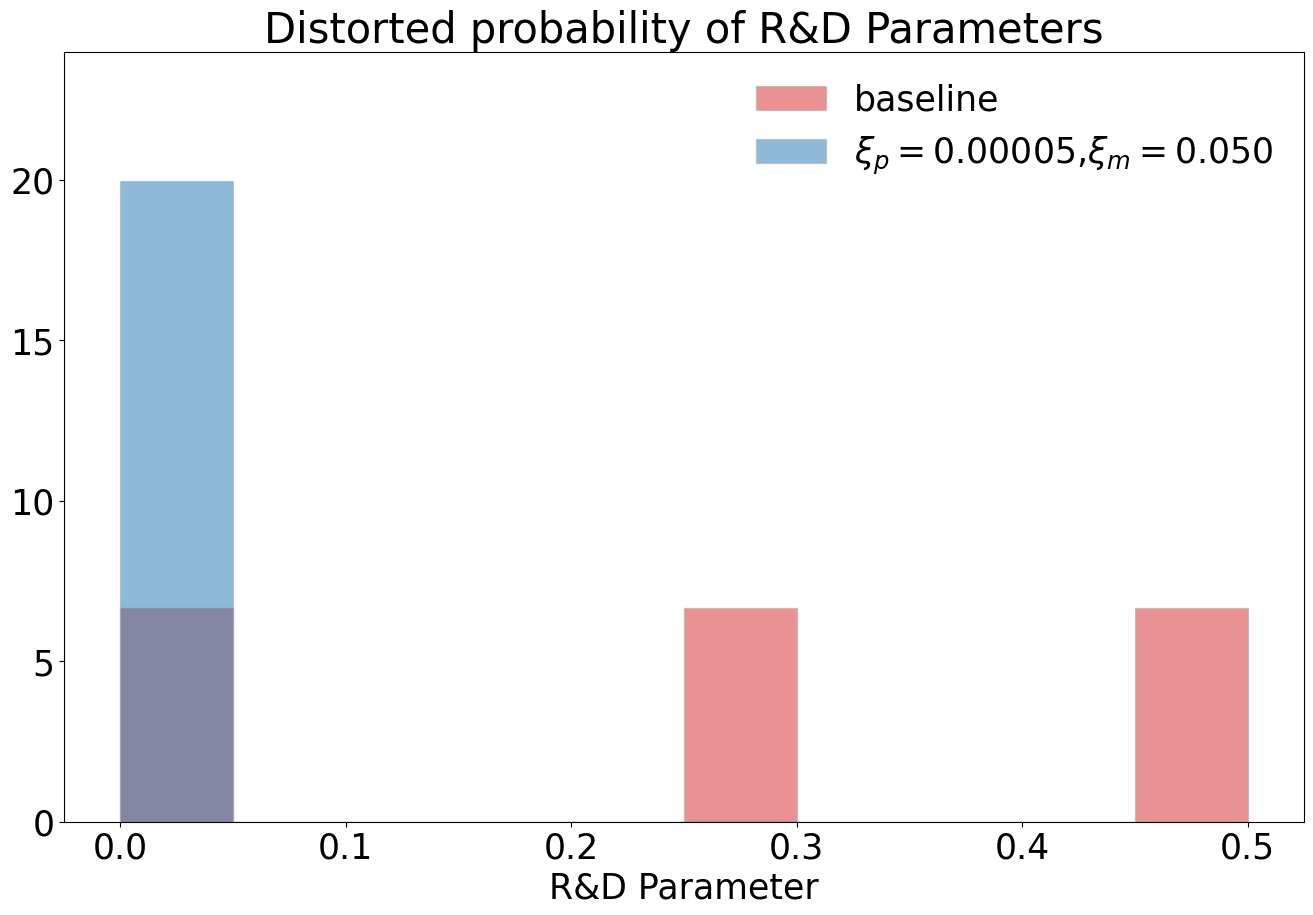 Distorted probability of R&D Parameters
baseline
ξₚ = 0.00005,ξₘ = 0.050
20
15
10
5
0
0.0 0.1 0.2 0.3 0.4 0.5
R&D Parameter